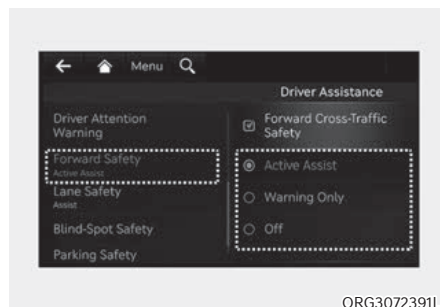 Menu
Driver Assistance
Driver Attention
Warning
Forward Safety
Active Assist
Lane Safety
Assist
Blind-Spot Safety
Parking Safety
Forward Cross-Traffic
Safety
Active Assist
Warning Only
Off
ORG3072391L